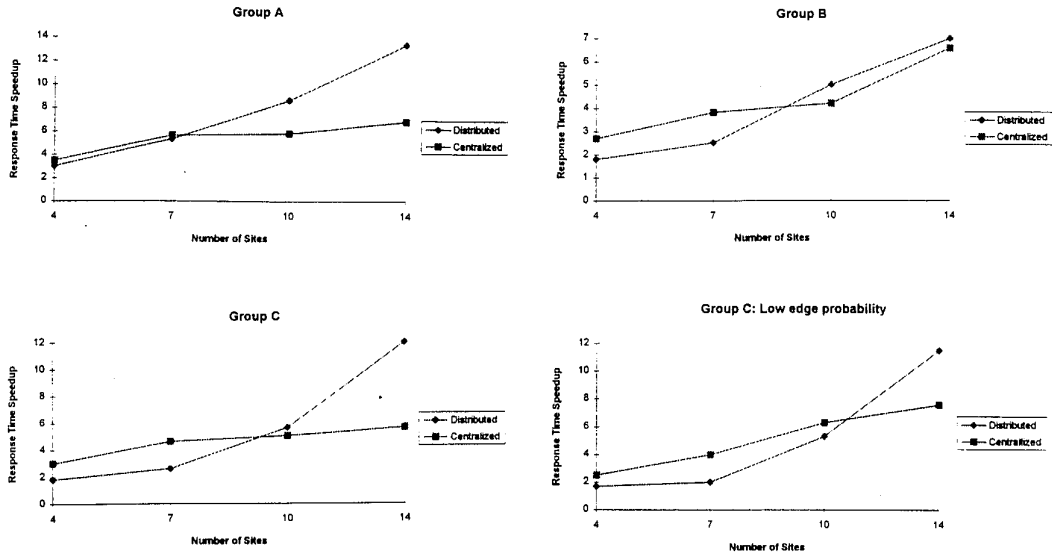 Group A
Response Time Speedup
14
12
10
8
6
4
2
0
4
7
10
14
Number of Sites
Distributed
Centralized
Group B
Response Time Speedup
7
6
5
4
3
2
1
0
4
7
10
14
Number of Sites
Distributed
Centralized
Group C
Response Time Speedup
12
10
8
6
4
2
0
4
7
10
14
Number of Sites
Distributed
Centralized
Group C: Low edge probability
Response Time Speedup
12
10
8
6
4
2
0
4
7
10
14
Number of Sites
Distributed
Centralized